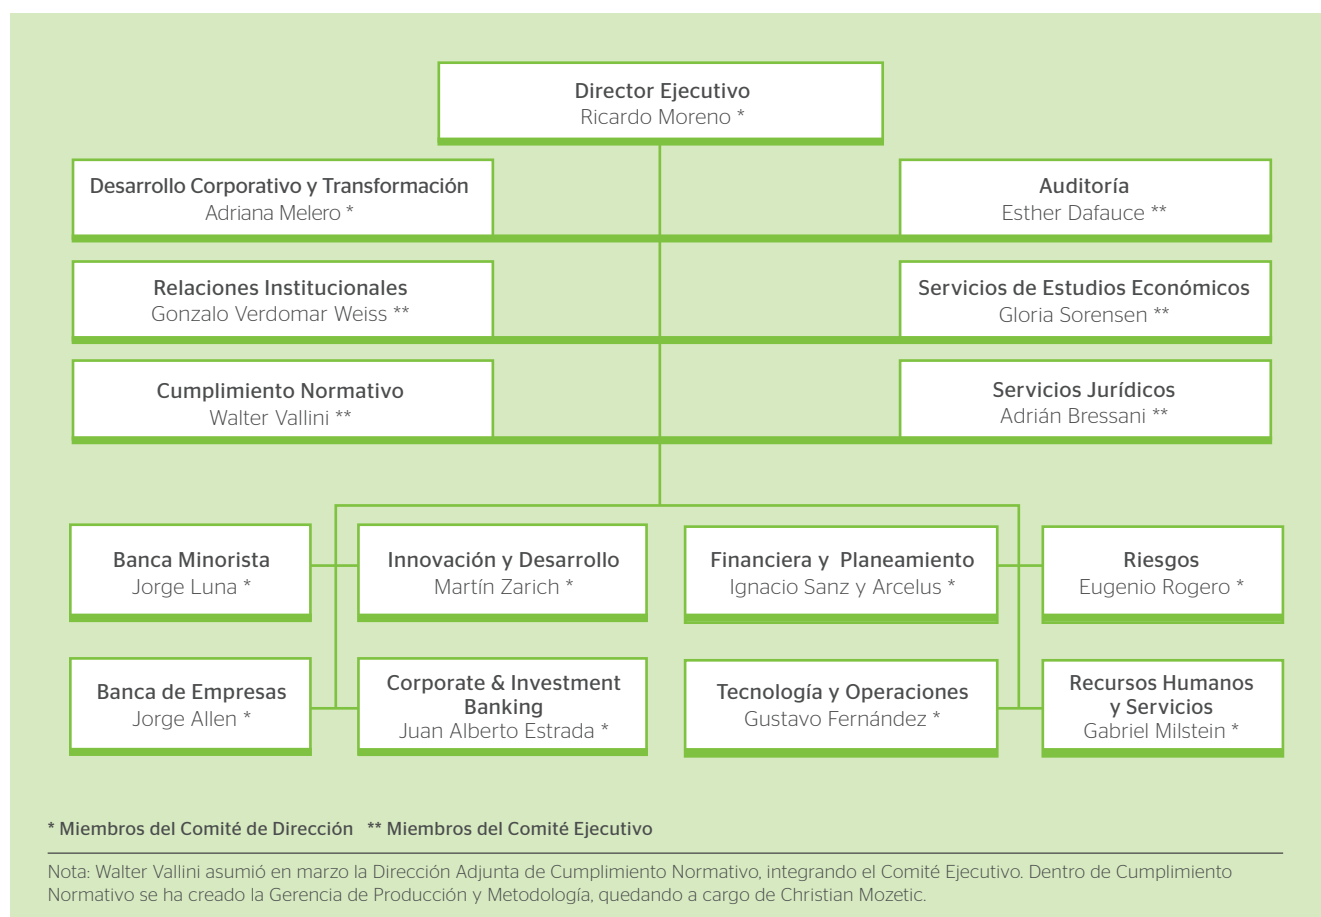 Director Ejecutivo
Ricardo Moreno *
Desarrollo Corporativo y Transformación
Adriana Melero *
Auditoría
Esther Dafauce **
Relaciones Institucionales
Gonzalo Verdomar Weiss **
Servicios de Estudios Económicos
Gloria Sorensen **
Cumplimiento Normativo
Walter Vallini **
Servicios Jurídicos
Adrián Bressani **
Banca Minorista
Jorge Luna *
Innovación y Desarrollo
Martín Zarich *
Financiera y Planeamiento
Ignacio Sanz y Arcelus *
Riesgos
Eugenio Rogero *
Banca de Empresas
Jorge Allen *
Corporate & Investment
Banking
Juan Alberto Estrada *
Tecnología y Operaciones
Gustavo Fernández *
Recursos Humanos
y Servicios
Gabriel Milstein *
* Miembros del Comité de Dirección ** Miembros del Comité Ejecutivo
Nota: Walter Vallini asumió en marzo la Dirección Adjunta de Cumplimiento Normativo, integrando el Comité Ejecutivo. Dentro de Cumplimiento
Normativo se ha creado la Gerencia de Producción y Metodología, quedando a cargo de Christian Mozetic.